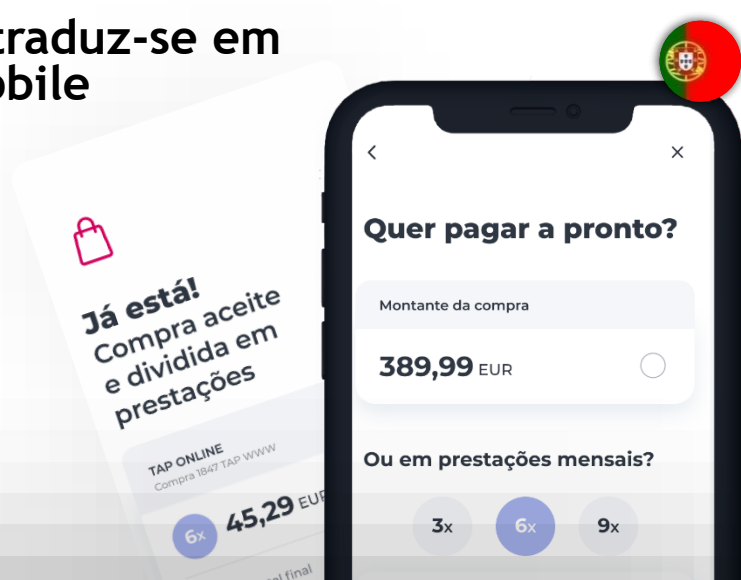 traduz-se em
Já está!
Compra aceite
e dividida em
prestações
TAP ONLINE
Compra 1847 TAP WWW
6x 45,29 EUR
final
Quer pagar a pronto?
Montante da compra
389,99 EUR
Ou em prestações mensais?
3x 6x 9x